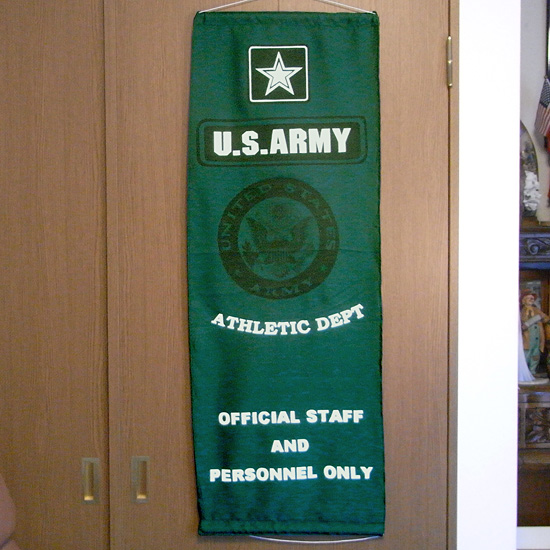 U.S.ARMY
UNITED STATES
ARMY
ATHLETIC DEPT
OFFICIAL STAFF
AND
PERSONNEL ONLY